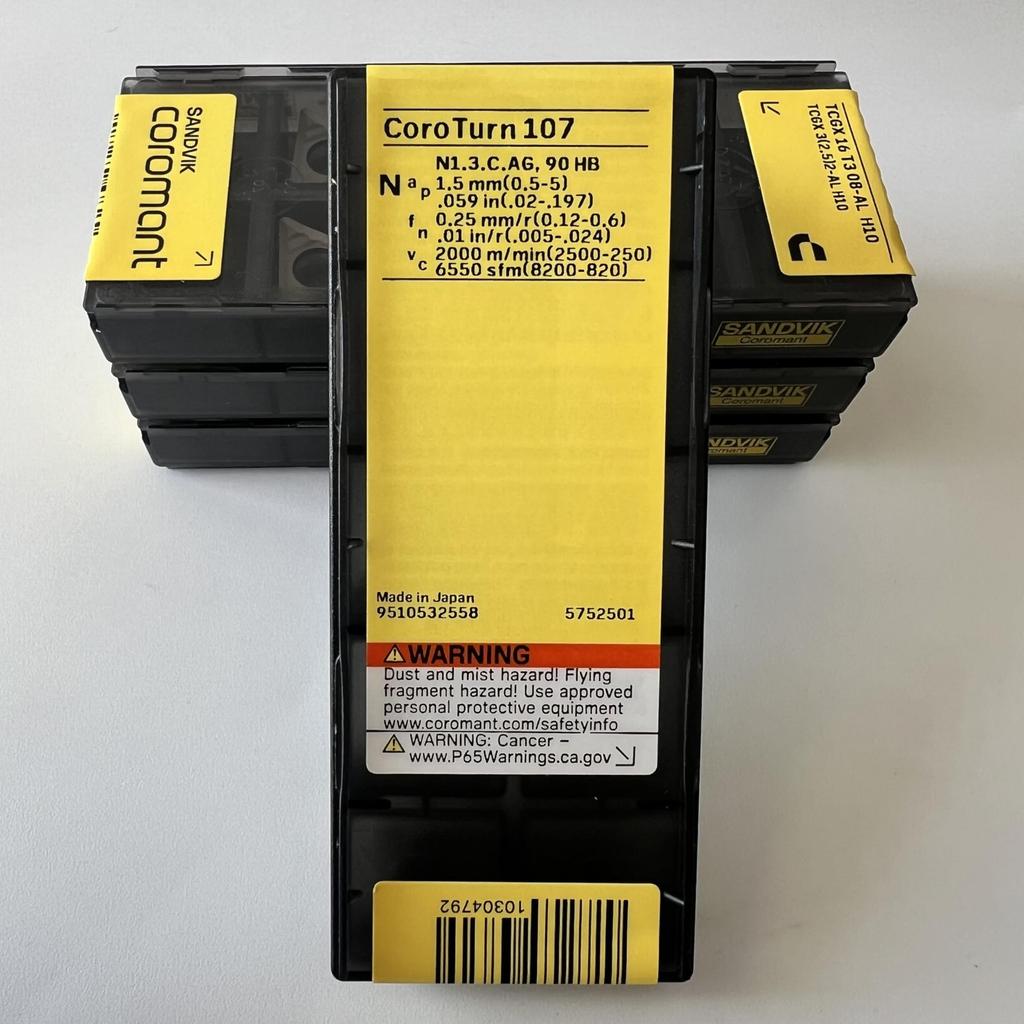 SANDVIK
coromant
TCGX 16 T3 08-AL H10
TCGX 3(2.5)2-AL H10
SANDVIK
Coromant
SANDVIK
Coromant
NDVIK
CoroTurn 107
N1.3.C.AG, 90 HB
N ap 1.5 mm(0.5-5)
.059 in(.02-.197)
fn 0.25 mm/r(0.12-0.6)
.01 in/r(.005-.024)
vc 2000 m/min(2500-250)
6550 sfm(8200-820)
Made in Japan
9510532558 5752501
⚠WARNING
Dust and mist hazard! Flying
fragment hazard! Use approved
personal protective equipment
www.coromant.com/safetyinfo
⚠ WARNING: Cancer –
www.P65Warnings.ca.gov
10304792